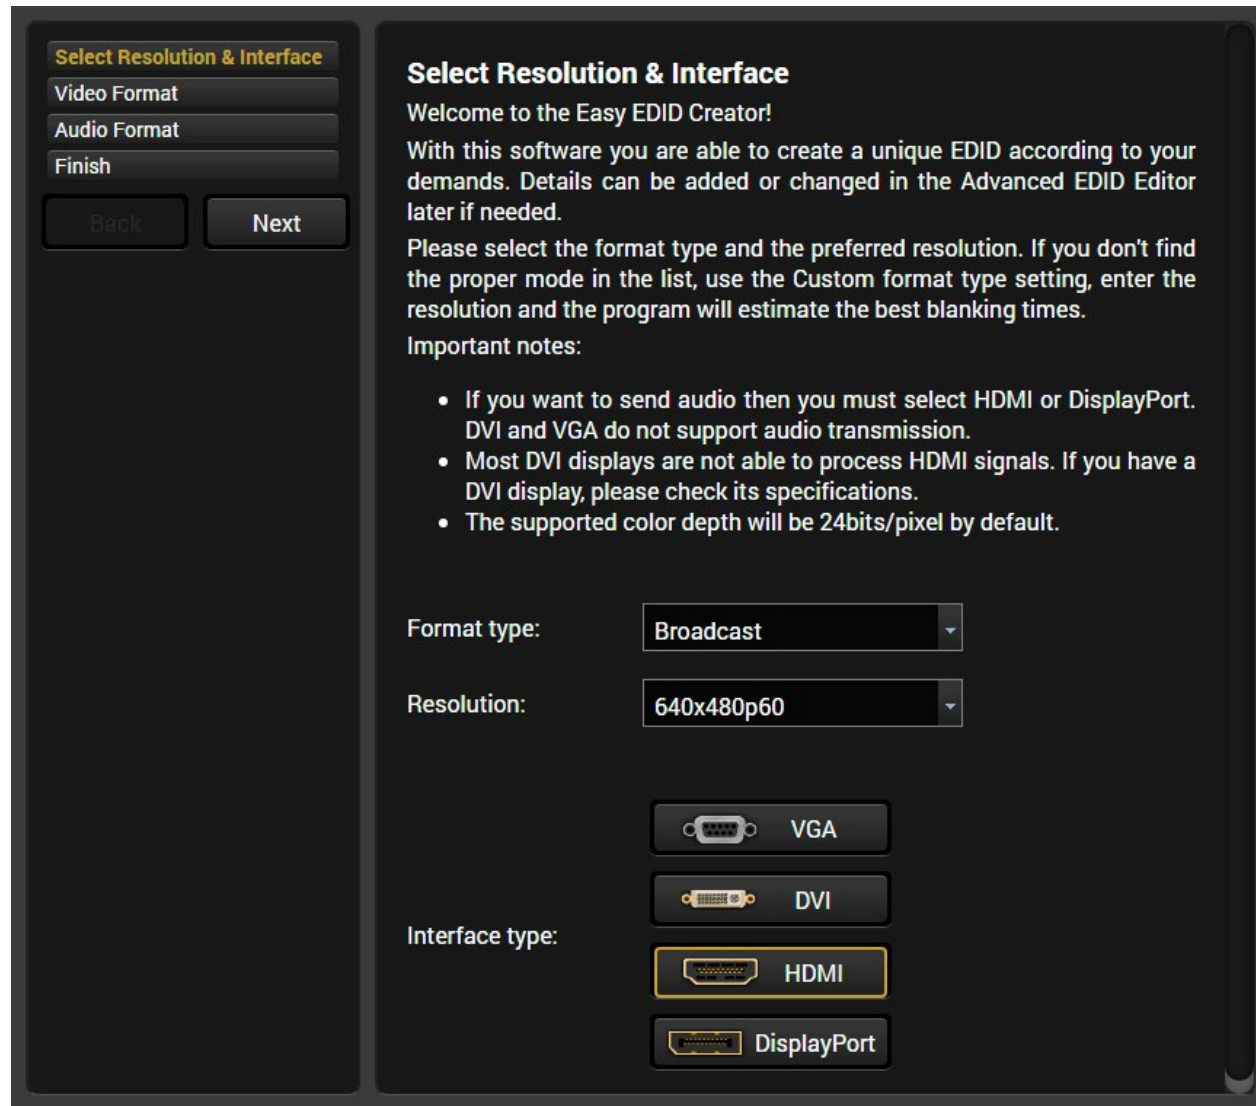 Select Resolution & Interface
Video Format
Audio Format
Finish
Back
Next
Select Resolution & Interface
Welcome to the Easy EDID Creator!
With this software you are able to create a unique EDID according to your
demands. Details can be added or changed in the Advanced EDID Editor
later if needed.
Please select the format type and the preferred resolution. If you don't find
the proper mode in the list, use the Custom format type setting, enter the
resolution and the program will estimate the best blanking times.
Important notes:
• If you want to send audio then you must select HDMI or DisplayPort.
DVI and VGA do not support audio transmission.
• Most DVI displays are not able to process HDMI signals. If you have a
DVI display, please check its specifications.
• The supported color depth will be 24bits/pixel by default.
Format type:
Broadcast
Resolution:
640x480p60
Interface type:
VGA
DVI
HDMI
DisplayPort